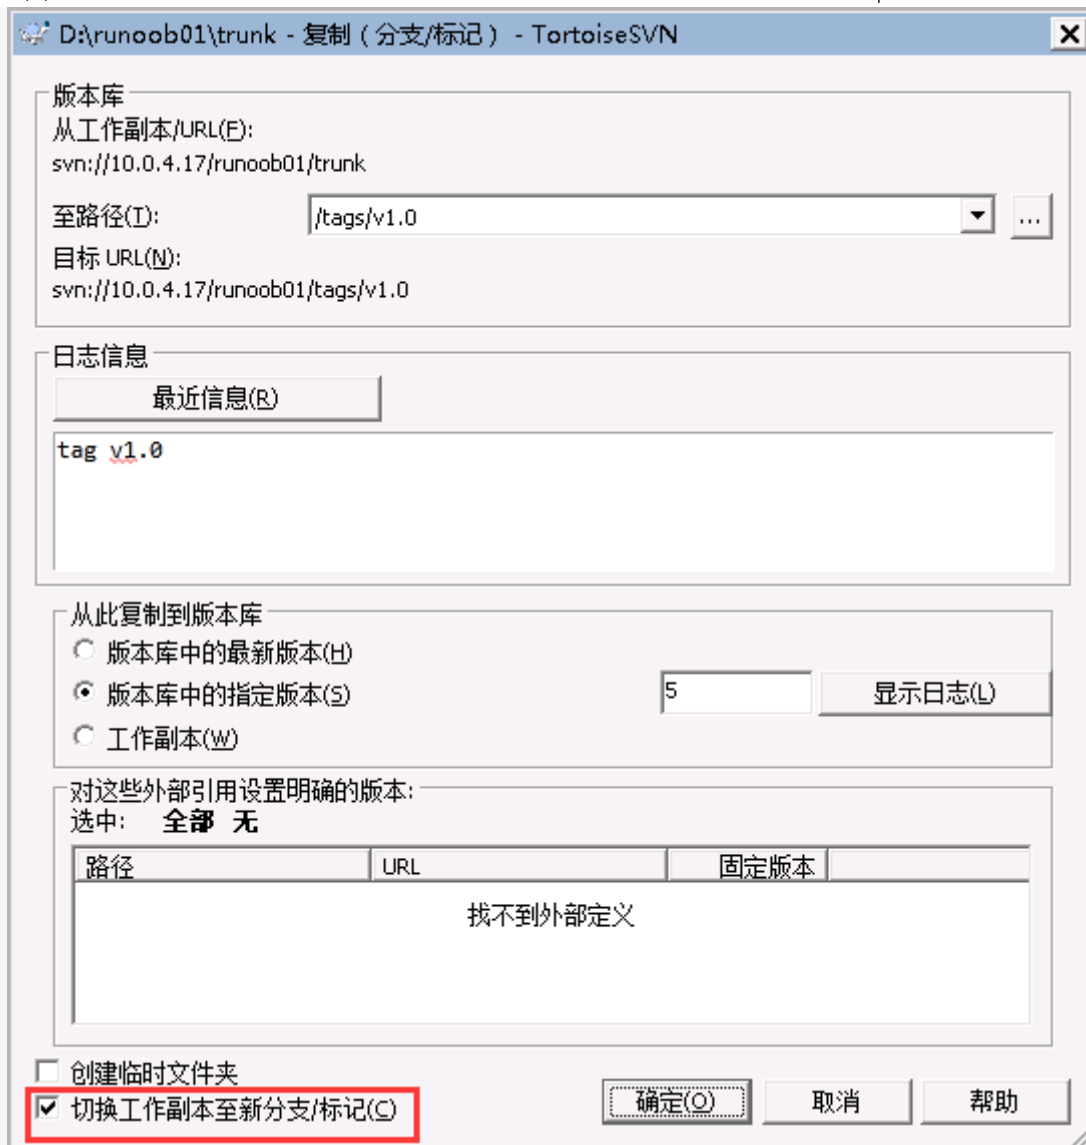 D:\runoob01\trunk - 复制（分支/标记） - TortoiseSVN
版本库
从工作副本/URL(F):
svn://10.0.4.17/runoob01/trunk
至路径(T): /tags/v1.0 ...
目标 URL(N):
svn://10.0.4.17/runoob01/tags/v1.0
日志信息
最近信息(R)
tag v1.0
从此复制到版本库
版本库中的最新版本(H)
版本库中的指定版本(S) 5 显示日志(L)
工作副本(W)
对这些外部引用设置明确的版本:
选中: 全部 无
路径 URL 固定版本
找不到外部定义
创建临时文件夹
切换工作副本至新分支/标记(C) 确定(O) 取消 帮助